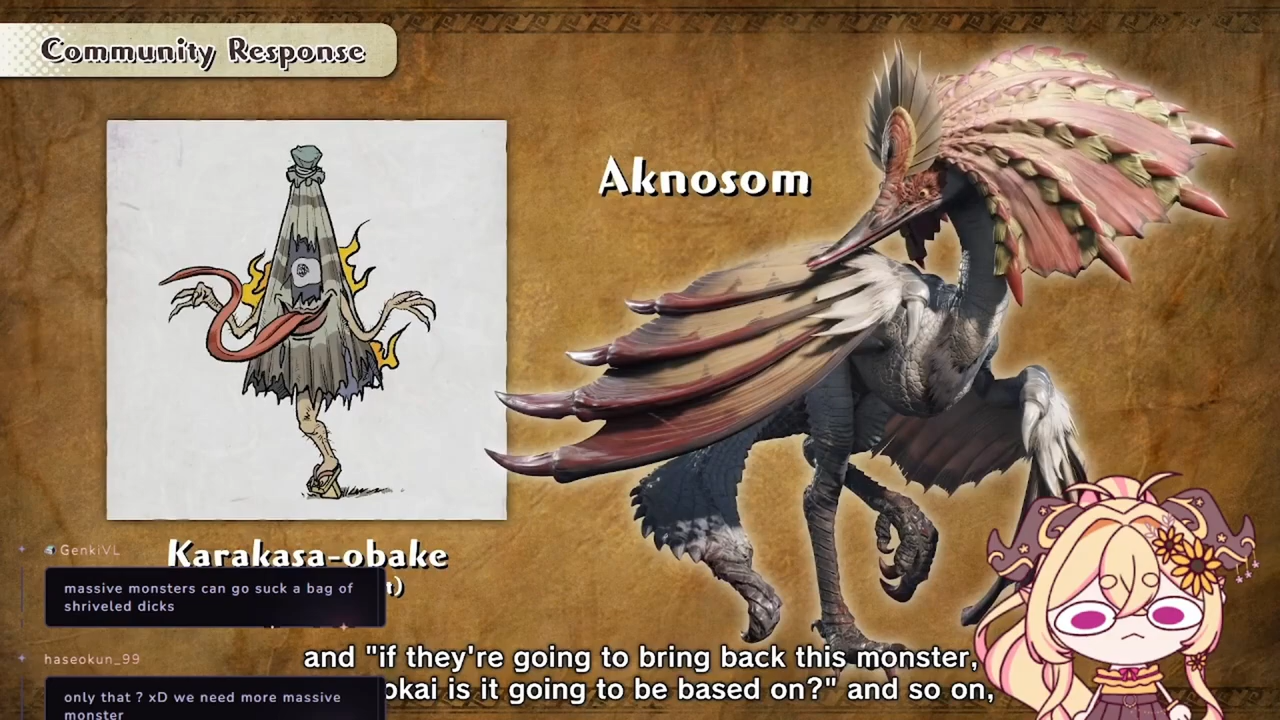 Community Response
Aknosom
Karakasa-obake
t)
GenkiVL
massive monsters can go suck a bag of
shriveled dicks
haseokun_99
only that ? xD we need more massive
monster
and "if they're going to bring back this monster,
okai is it going to be based on?" and so on,